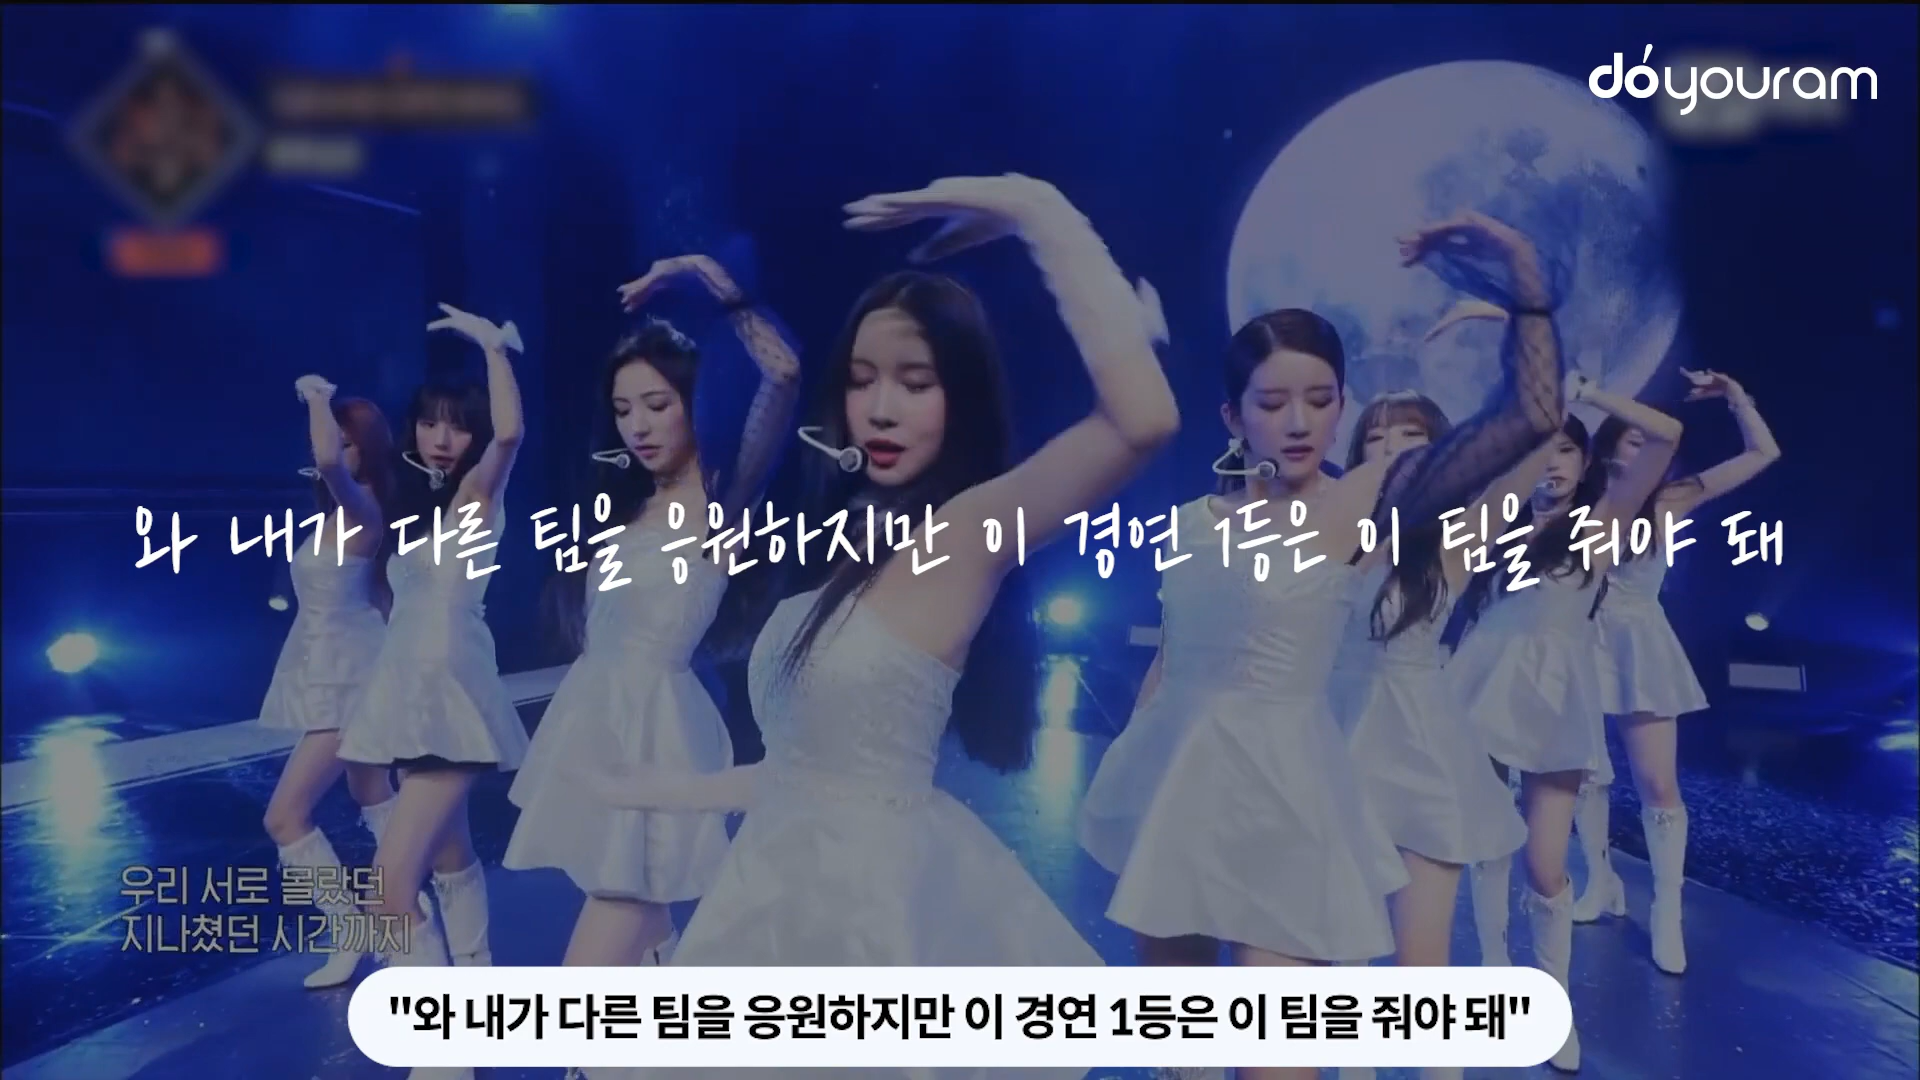 dóyouram
와 내가 다른 팀을 응원하지만 이 경연 1등은 이 팀을 줘야 돼
우리 서로 몰랐던
지나쳤던 시간까지
"와 내가 다른 팀을 응원하지만 이 경연 1등은 이 팀을 줘야 돼"